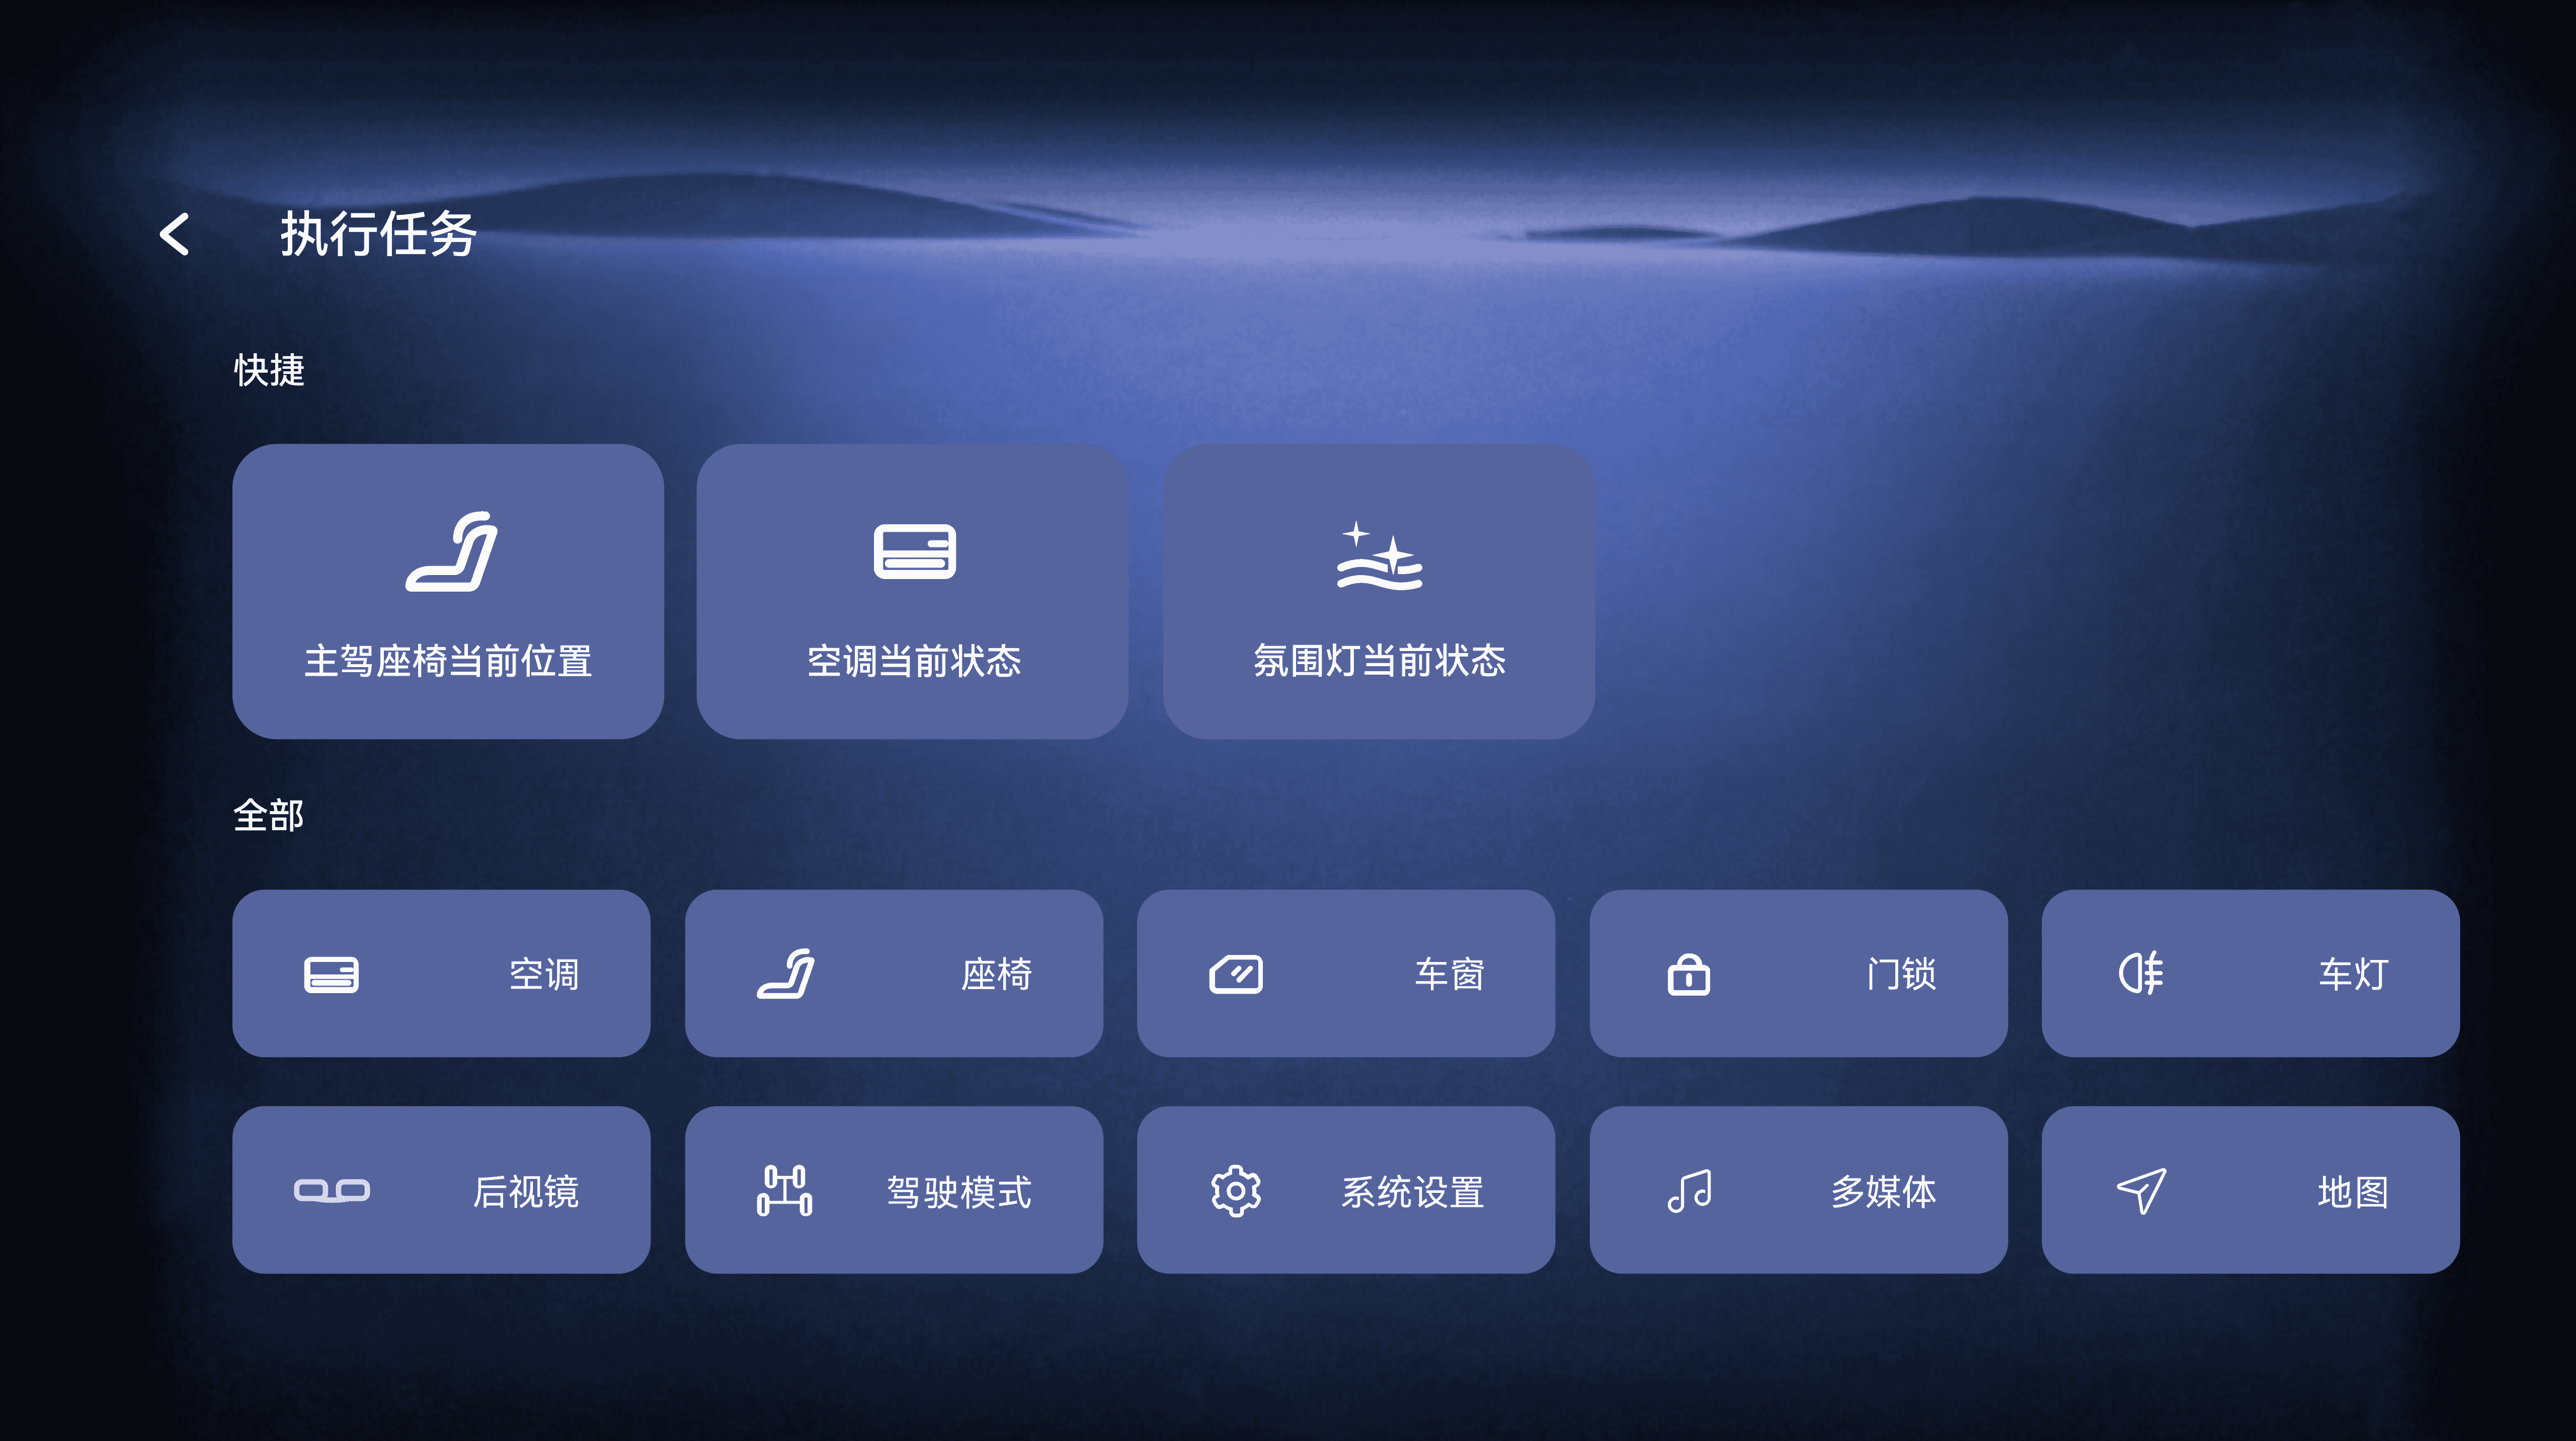 执行任务
快捷
主驾座椅当前位置
空调当前状态
氛围灯当前状态
全部
空调
座椅
车窗
门锁
车灯
后视镜
驾驶模式
系统设置
多媒体
地图